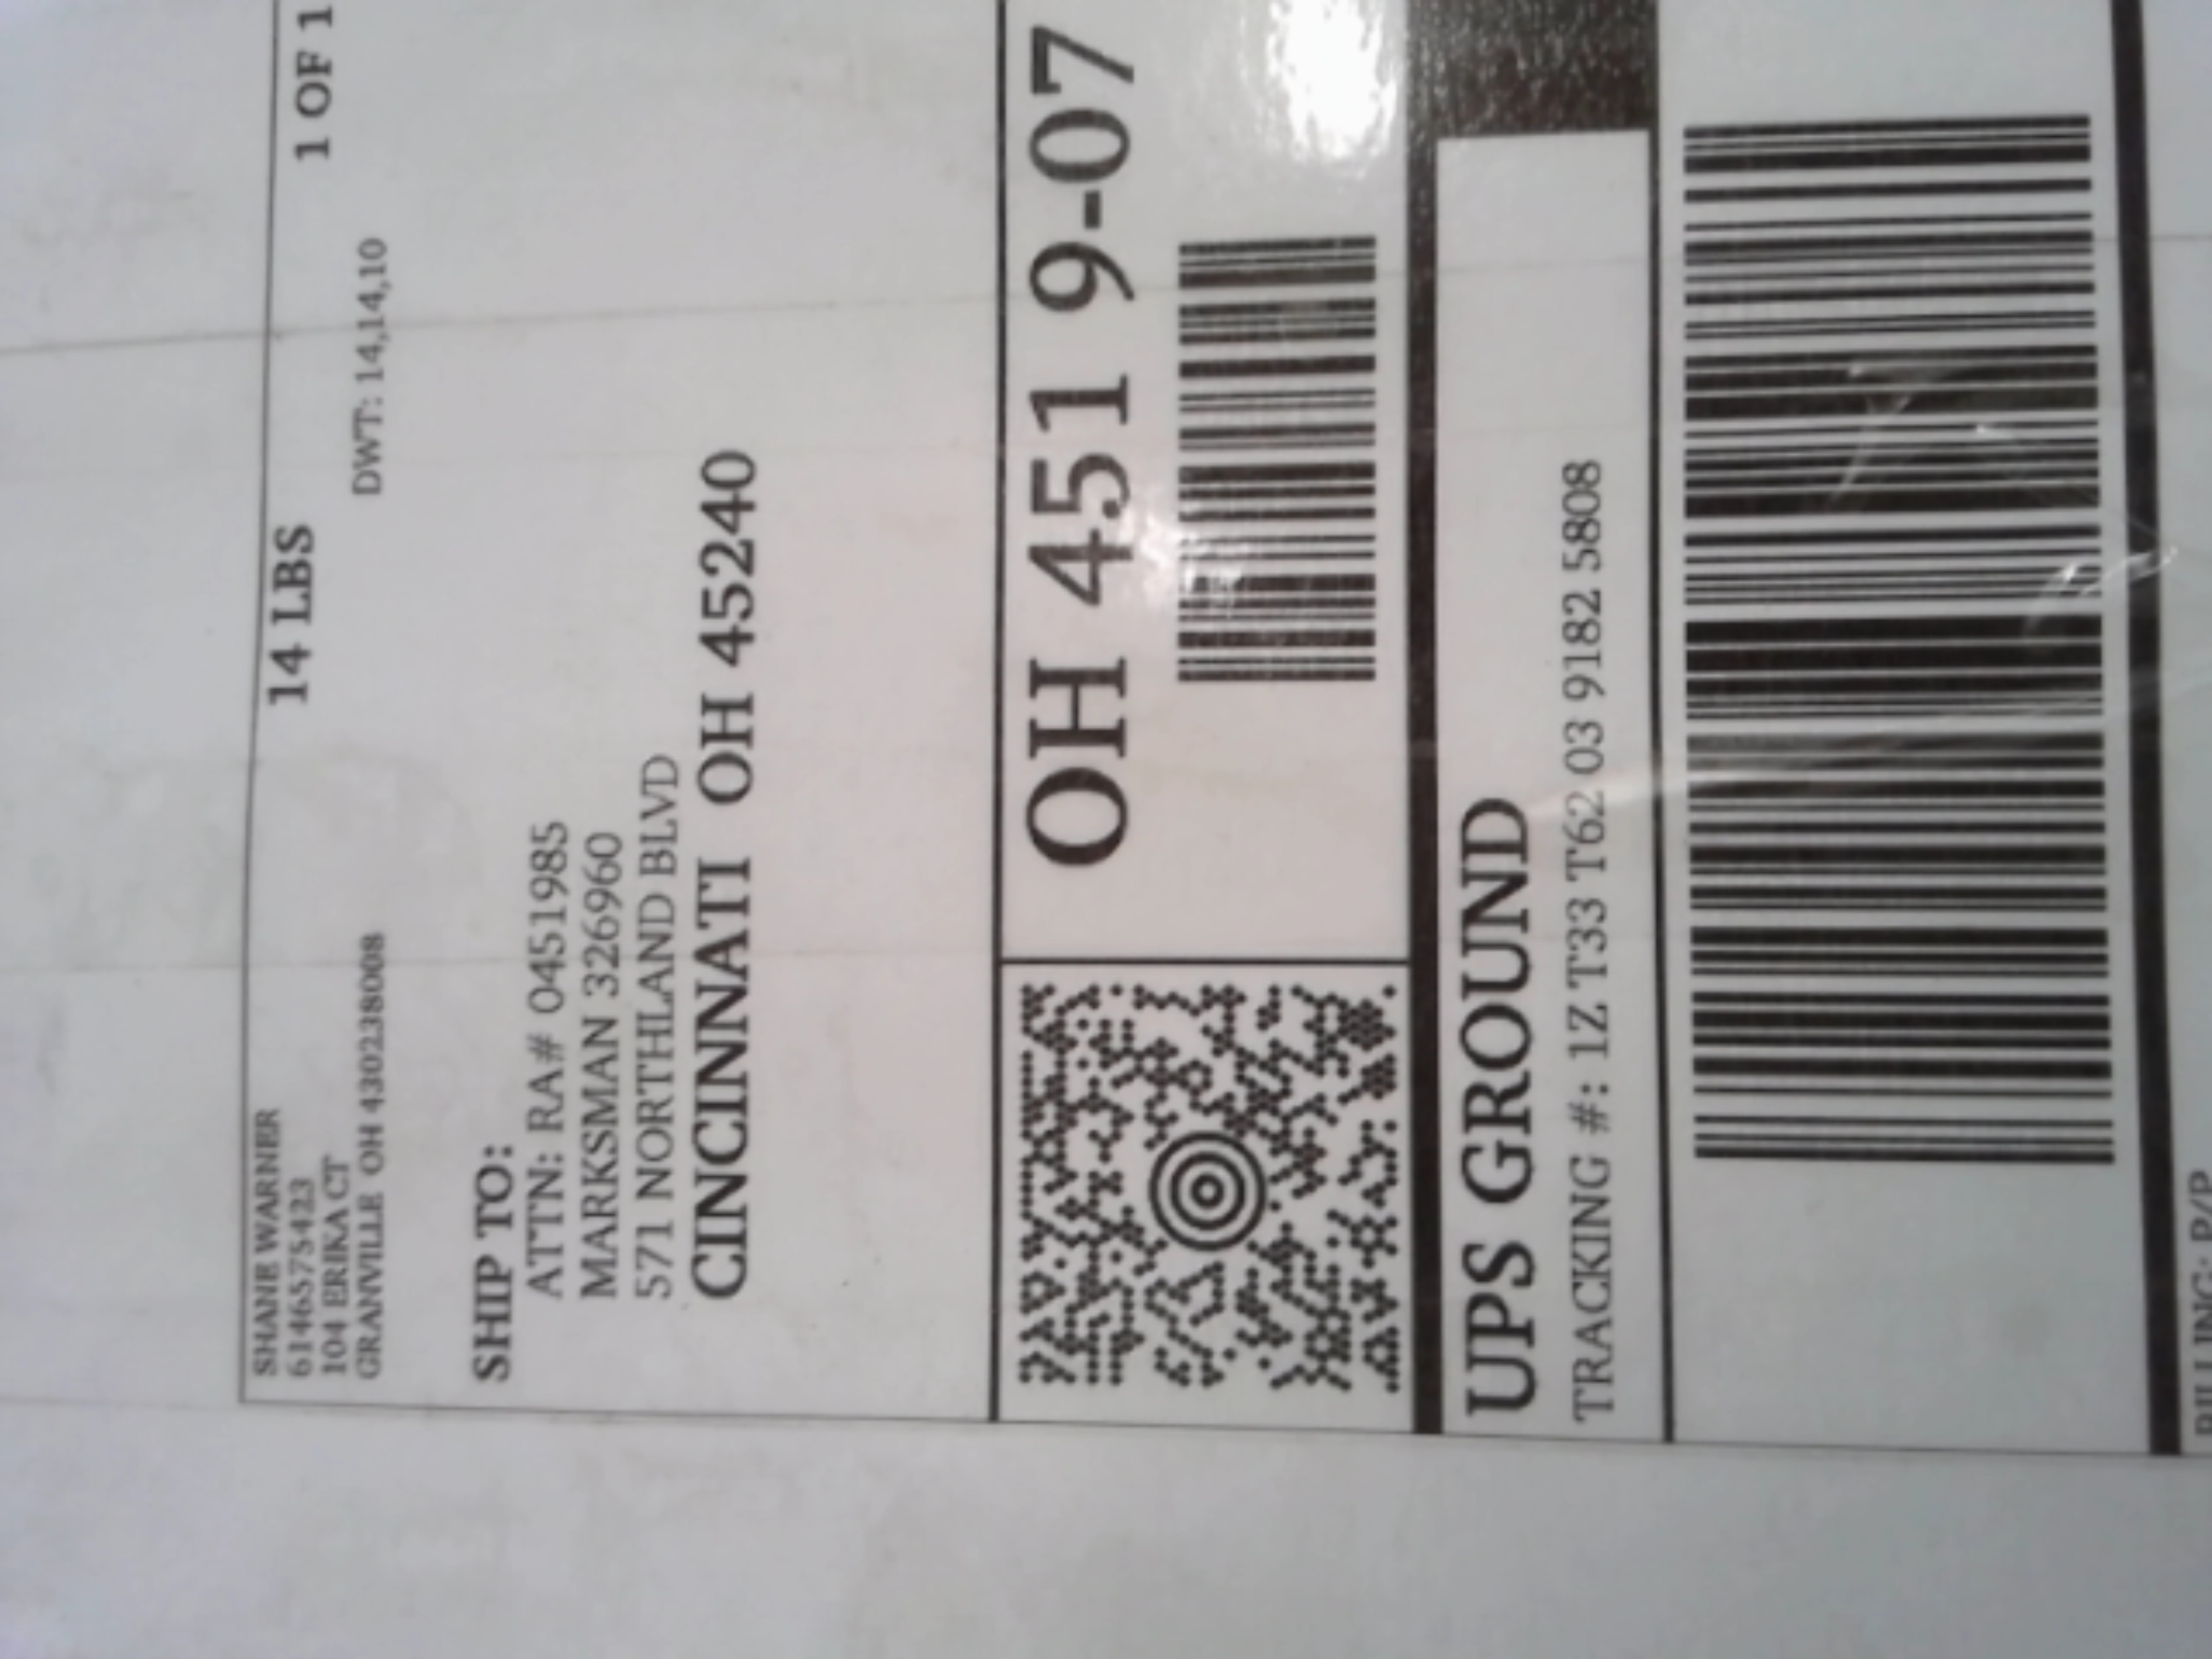 SHANE WARNER
6146575423
104 ERIKA CT
GRANVILLE OH 430238008
14 LBS
1 OF 1
DWT: 14,14,10
SHIP TO:
ATTN: RA# 0451985
MARKSMAN 326960
571 NORTHLAND BLVD
CINCINNATI OH 45240
OH 451 9-07
UPS GROUND
TRACKING #: 1Z T33 T62 03 9182 5808
BILLING: P/P